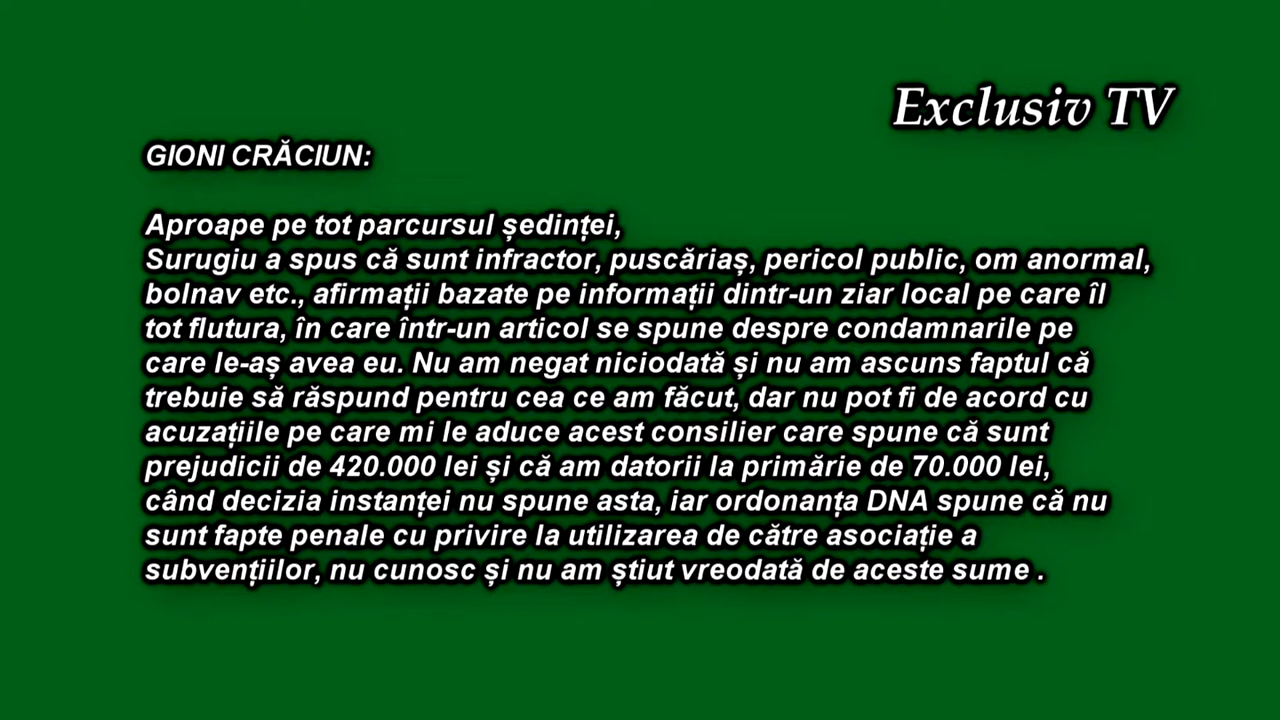 Exclusiv TV
GIONI CRĂCIUN:
Aproape pe tot parcursul ședinței,
Surugiu a spus că sunt infractor, puscăriaș, pericol public, om anormal,
bolnav etc., afirmații bazate pe informații dintr-un ziar local pe care îl
tot flutura, în care într-un articol se spune despre condamnarile pe
care le-aș avea eu. Nu am negat niciodată și nu am ascuns faptul că
trebuie să răspund pentru cea ce am făcut, dar nu pot fi de acord cu
acuzațiile pe care mi le aduce acest consilier care spune că sunt
prejudicii de 420.000 lei și că am datorii la primărie de 70.000 lei,
când decizia instanței nu spune asta, iar ordonanța DNA spune că nu
sunt fapte penale cu privire la utilizarea de către asociație a
subvențiilor, nu cunosc și nu am știut vreodată de aceste sume .